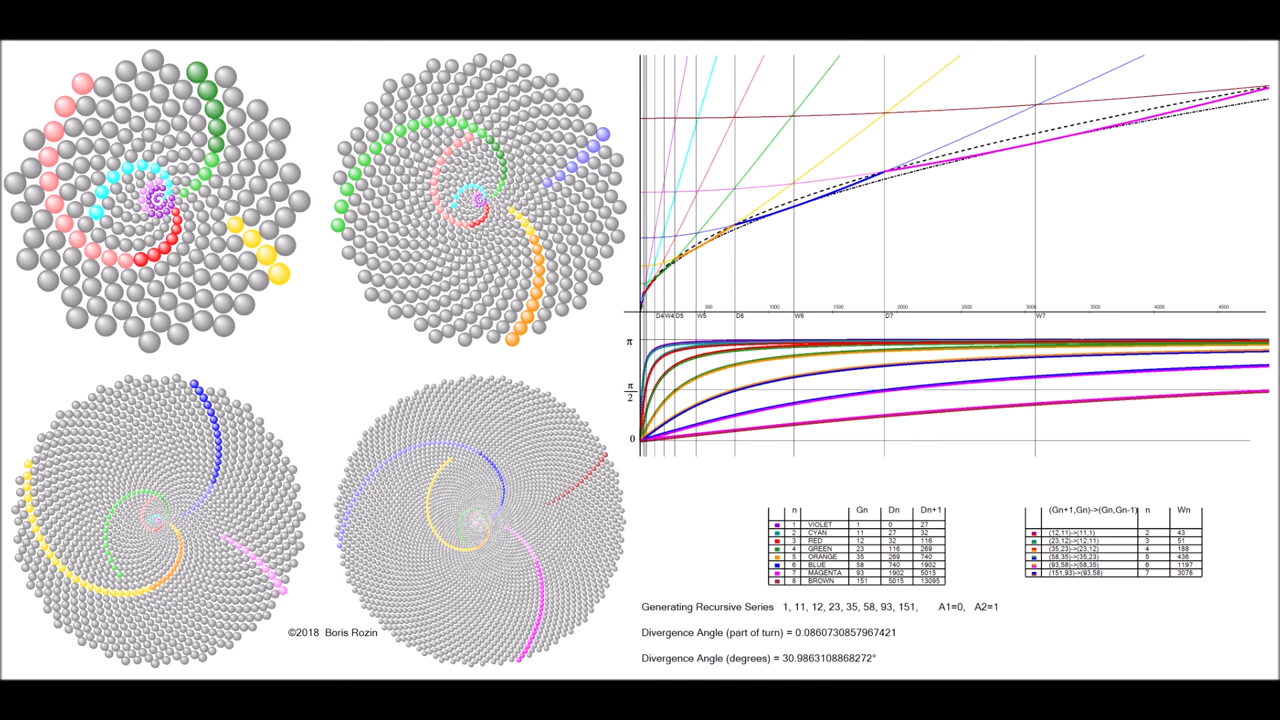 500 1000 1500 2000 2500 3000 3500 4000 4500
D4 W4 D5 W5 D6 W6 D7 W7
π
π
2
0
n Gn Dn Dn+1
1 VIOLET 1 0 27
2 CYAN 11 27 32
3 RED 12 32 116
4 GREEN 23 116 269
5 ORANGE 35 269 740
6 BLUE 58 740 1902
7 MAGENTA 93 1902 5015
8 BROWN 151 5015 13095
(Gn+1,Gn)->(Gn,Gn-1) n Wn
(12,11)->(11,1) 2 43
(23,12)->(12,11) 3 51
(35,23)->(23,12) 4 188
(58,35)->(35,23) 5 436
(93,58)->(58,35) 6 1197
(151,93)->(93,58) 7 3078
Generating Recursive Series 1, 11, 12, 23, 35, 58, 93, 151, A1=0, A2=1
©2018 Boris Rozin
Divergence Angle (part of turn) = 0.0860730857967421
Divergence Angle (degrees) = 30.9863108868272°